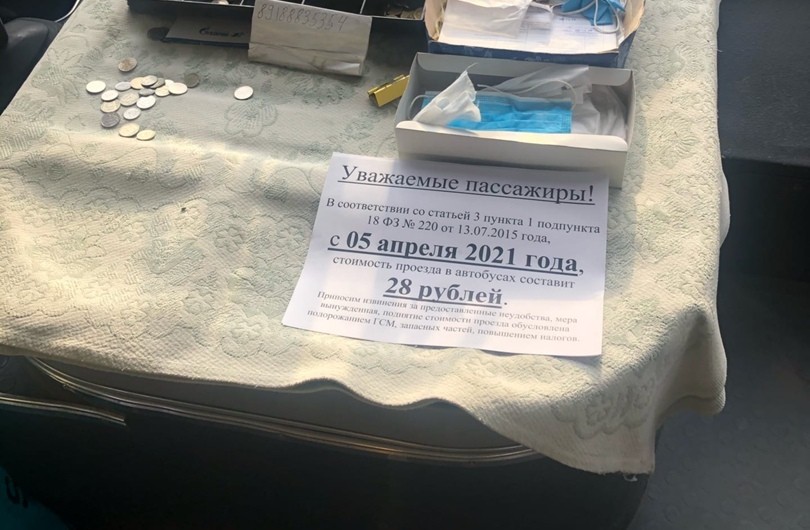 89188835354
Уважаемые пассажиры!
В соответствии со статьей 3 пункта 1 подпункта
18 ФЗ № 220 от 13.07.2015 года,
с 05 апреля 2021 года,
стоимость проезда в автобусах составит
28 рублей.
Приносим извинения за предоставленные неудобства, мера
вынужденная, поднятие стоимости проезда обусловлена
подорожанием ГСМ, запасных частей, повышением налогов.